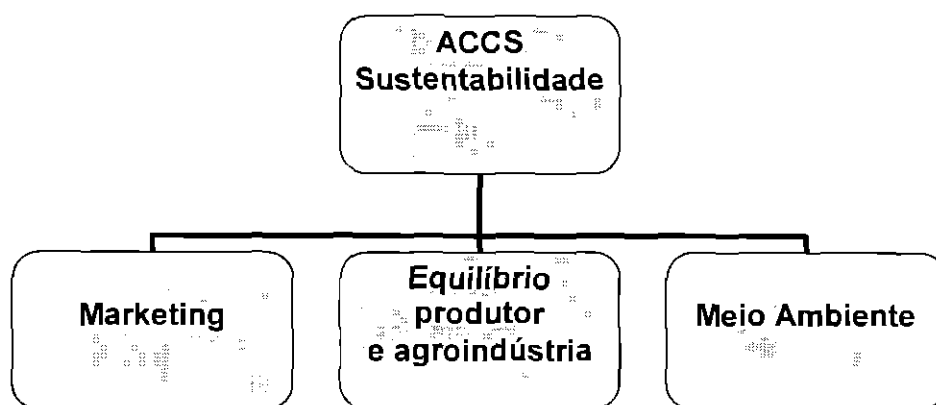 ACCS
Sustentabilidade
Marketing
Equilíbrio
produtor
e agroindústria
Meio Ambiente